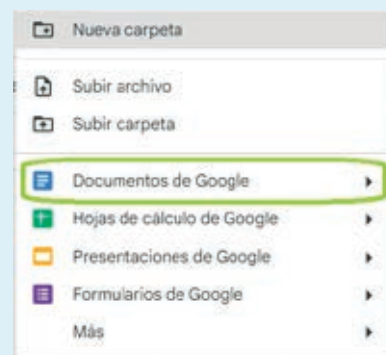 Nueva carpeta
Subir archivo
Subir carpeta
Documentos de Google
Hojas de cálculo de Google
Presentaciones de Google
Formularios de Google
Más